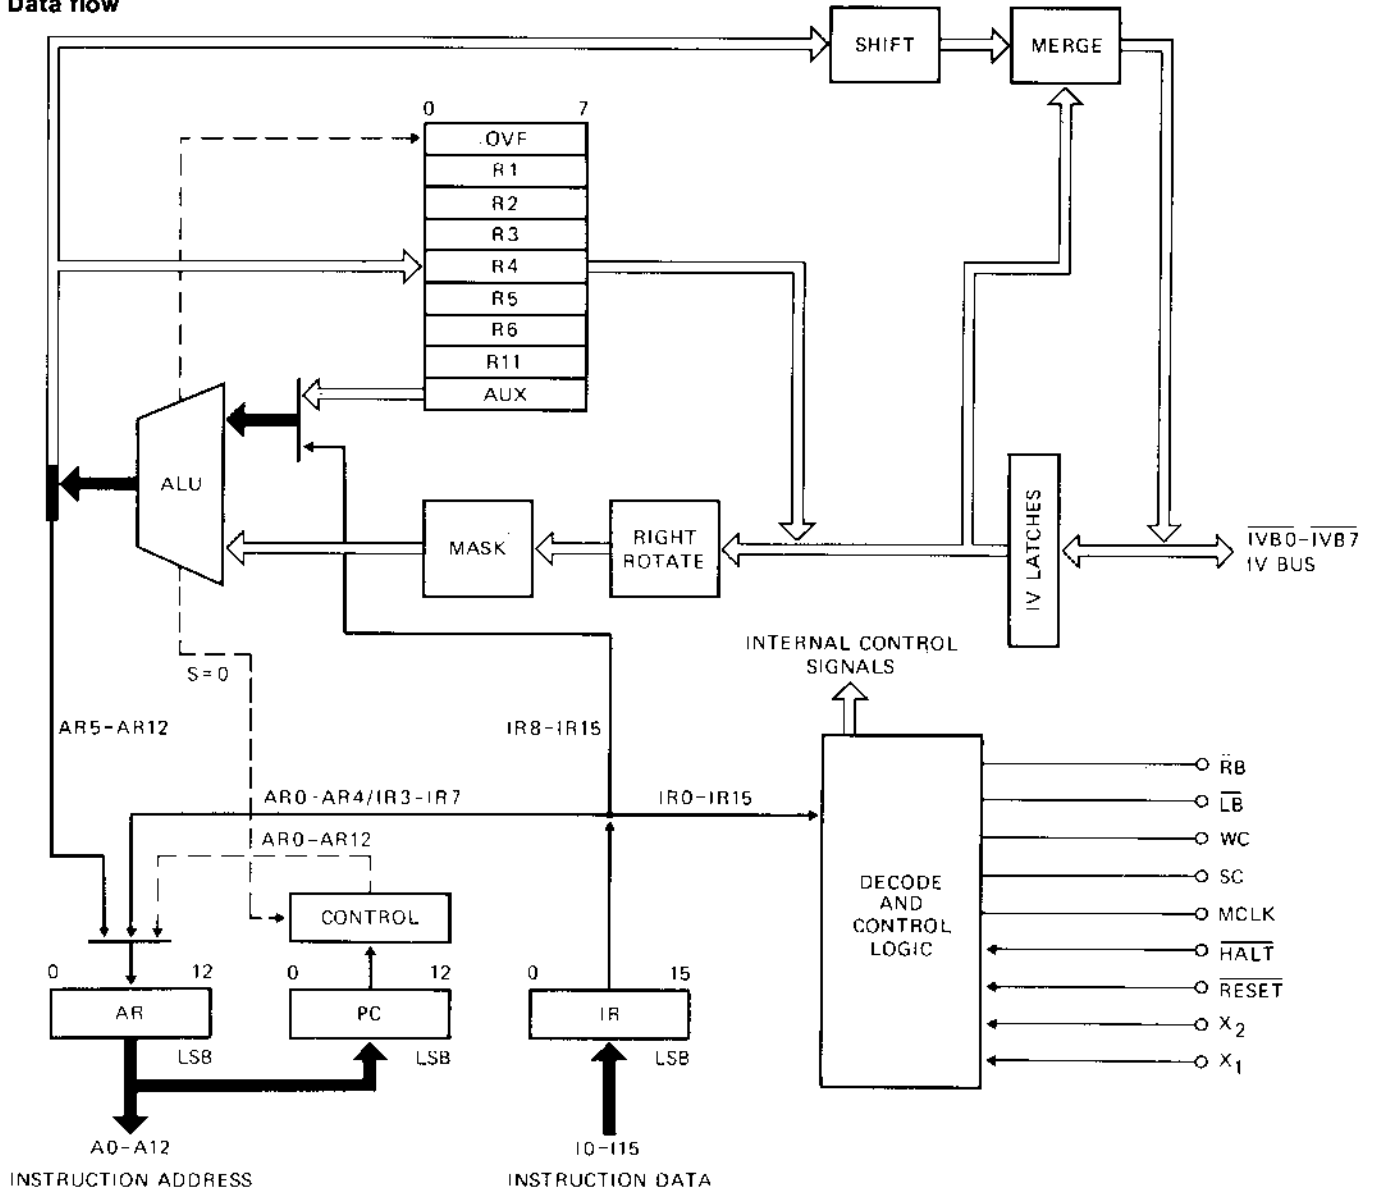 Data flow
SHIFT
MERGE
0 7
OVF
R1
R2
R3
R4
R5
R6
R11
AUX
ALU
MASK
RIGHT
ROTATE
IV LATCHES
IVB0-IVB7
IV BUS
S=0
INTERNAL CONTROL
SIGNALS
AR5-AR12
IR8-IR15
AR0-AR4/IR3-IR7
IR0-IR15
AR0-AR12
CONTROL
DECODE
AND
CONTROL
LOGIC
RB
LB
WC
SC
MCLK
HALT
RESET
X2
X1
0 12
AR
LSB
0 12
PC
LSB
0 15
IR
LSB
A0-A12
INSTRUCTION ADDRESS
I0-I15
INSTRUCTION DATA